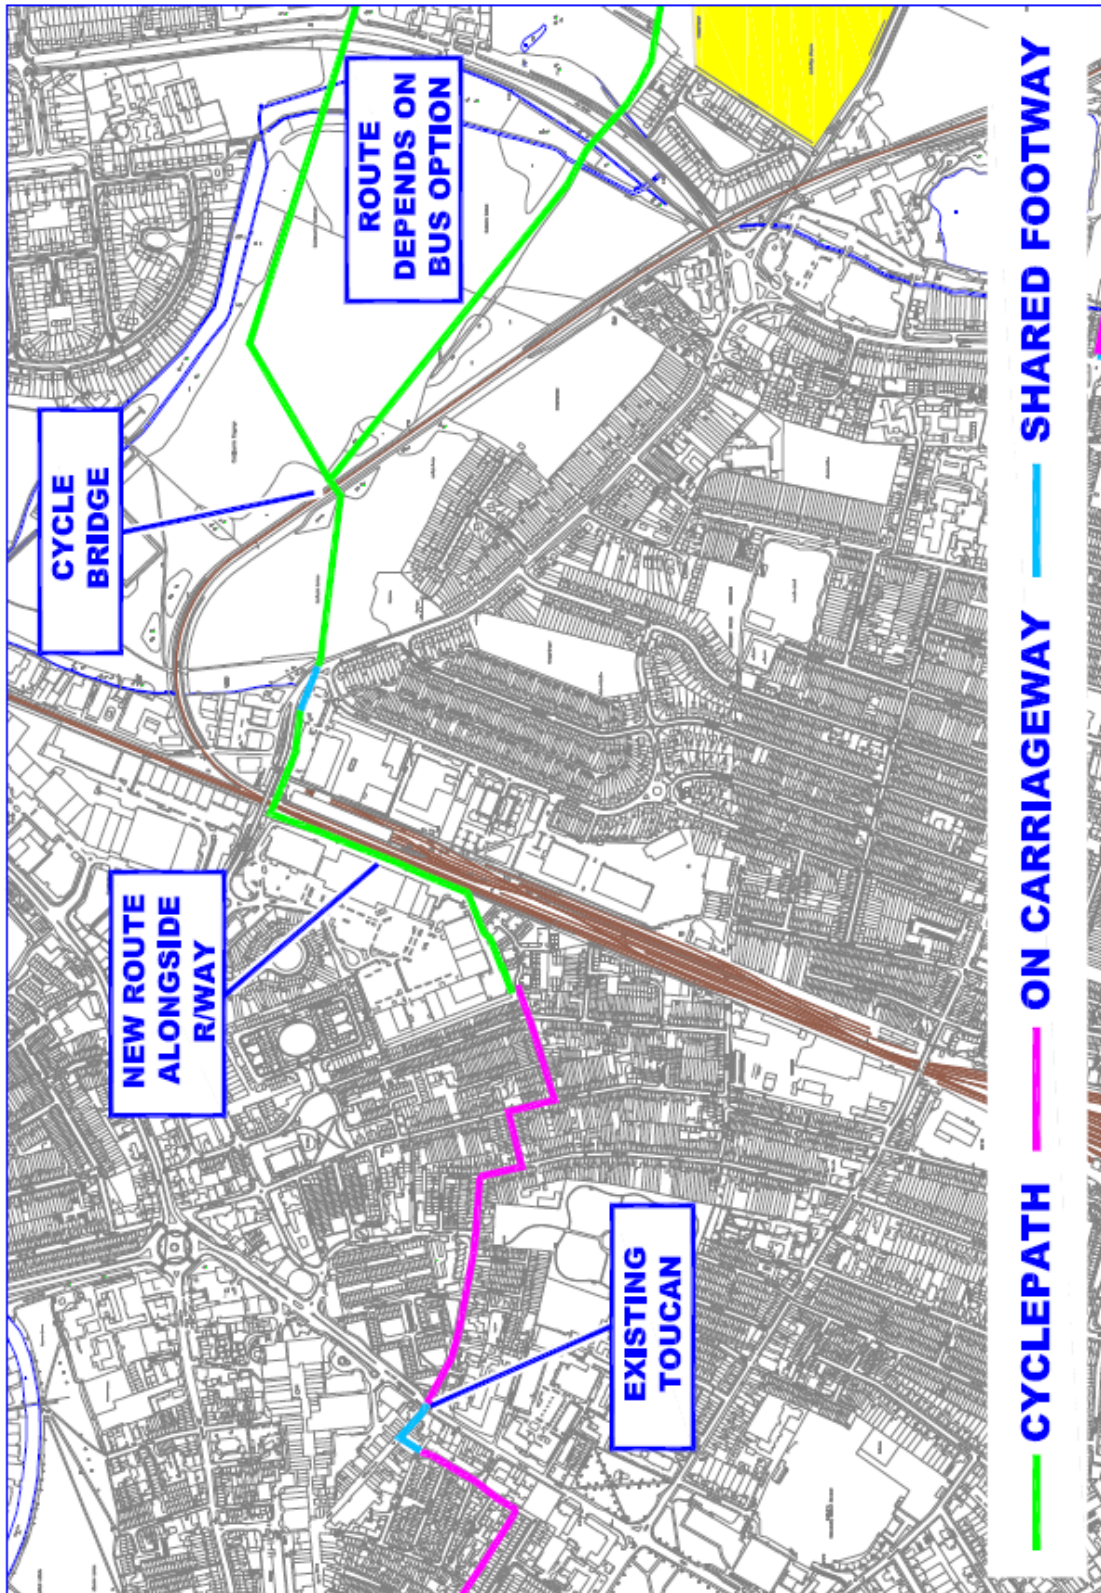 ROUTE
DEPENDS ON
BUS OPTION
CYCLE
BRIDGE
NEW ROUTE
ALONGSIDE
R/WAY
EXISTING
TOUCAN
CYCLEPATH
ON CARRIAGEWAY
SHARED FOOTWAY